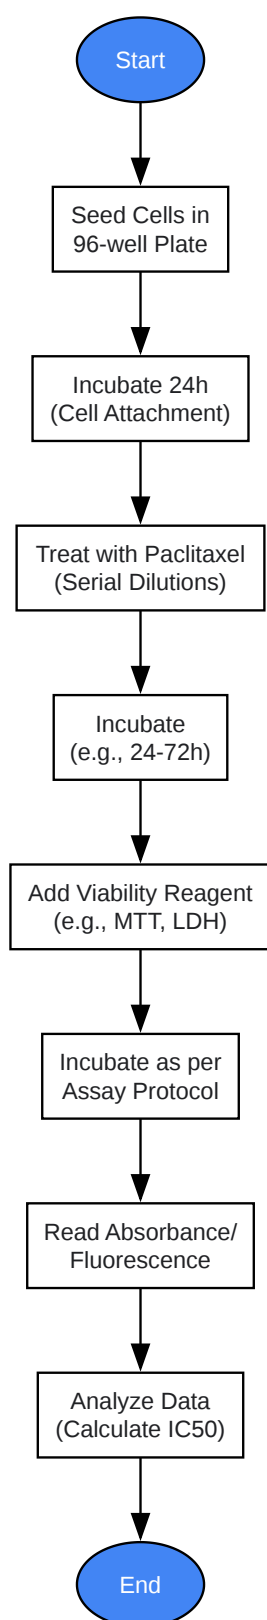 Start
Seed Cells in
96-well Plate
Incubate 24h
(Cell Attachment)
Treat with Paclitaxel
(Serial Dilutions)
Incubate
(e.g., 24-72h)
Add Viability Reagent
(e.g., MTT, LDH)
Incubate as per
Assay Protocol
Read Absorbance/
Fluorescence
Analyze Data
(Calculate IC50)
End